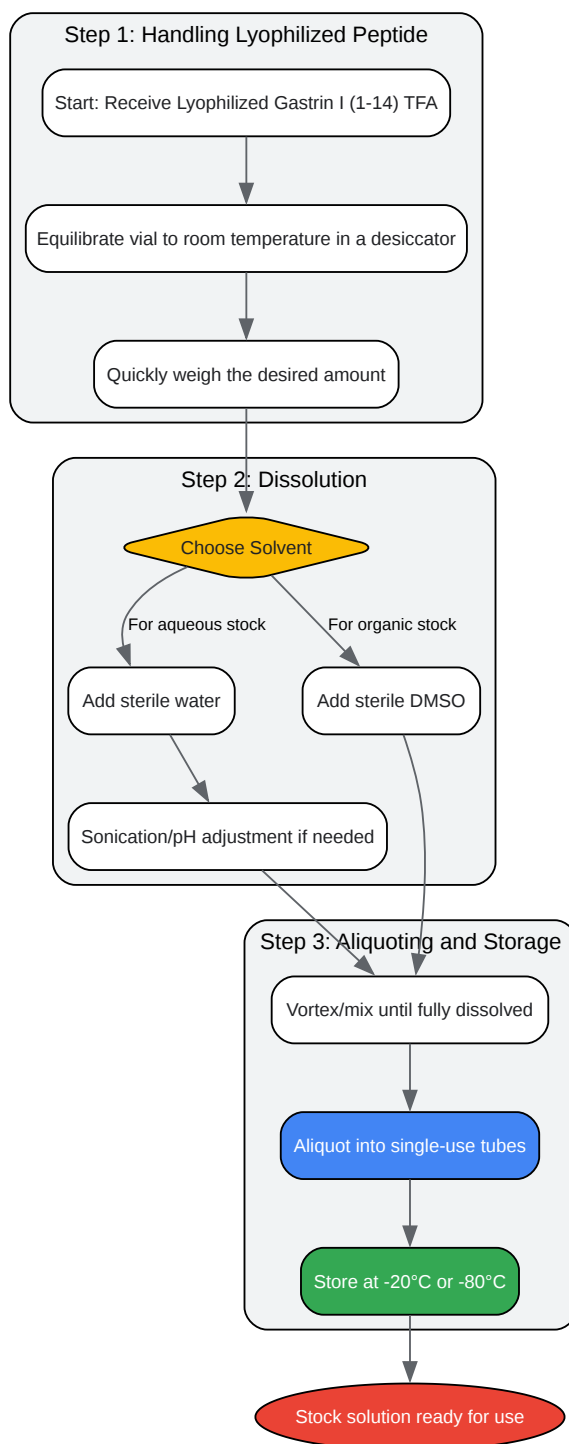 Step 1: Handling Lyophilized Peptide
Start: Receive Lyophilized Gastrin I (1-14) TFA
Equilibrate vial to room temperature in a desiccator
Quickly weigh the desired amount
Step 2: Dissolution
Choose Solvent
For aqueous stock
For organic stock
Add sterile water
Add sterile DMSO
Sonication/pH adjustment if needed
Step 3: Aliquoting and Storage
Vortex/mix until fully dissolved
Aliquot into single-use tubes
Store at -20°C or -80°C
Stock solution ready for use